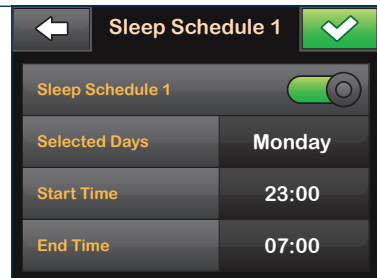 Sleep Schedule 1
Sleep Schedule 1
Selected Days Monday
Start Time 23:00
End Time 07:00